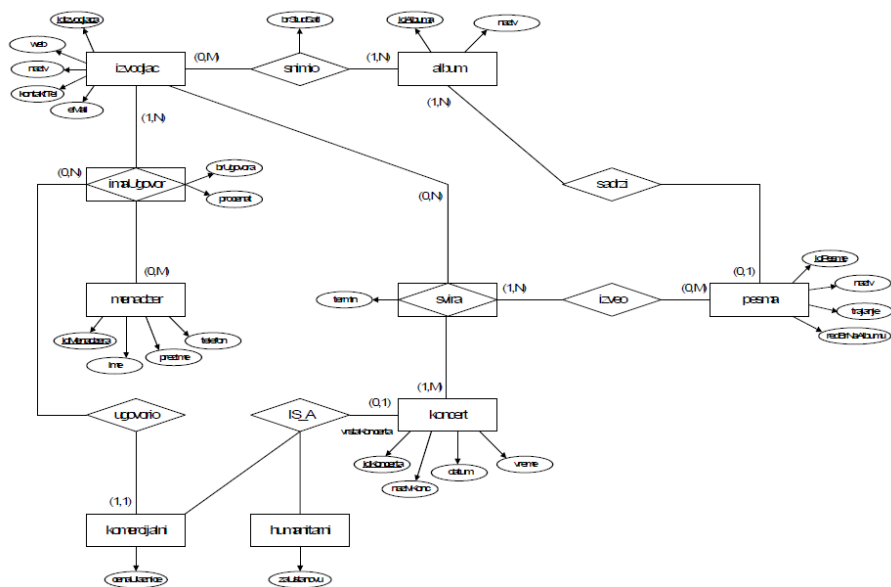 idIzvodjaca
brStudSati
idAlbuma
naziv
web
naziv
kontaktTel
eMail
izvodjac
(0,M)
snimio
(1,N)
album
(1,N)
(1,N)
(0,N)
imaUgovor
brUgovora
procenat
sadrzi
(0,N)
(0,M)
menadzer
idMenadzera
ime
prezime
telefon
termin
svira
(1,N)
izveo
(0,M)
(0,1)
pesma
idPesme
naziv
trajanje
redBrNaAlbumu
(1,M)
ugovorio
IS_A
(0,1)
vrstaKoncerta
koncert
idKoncerta
nazivKonc
datum
vreme
(1,1)
komercijalni
humanitarni
cenaUlaznice
zaUstanovu